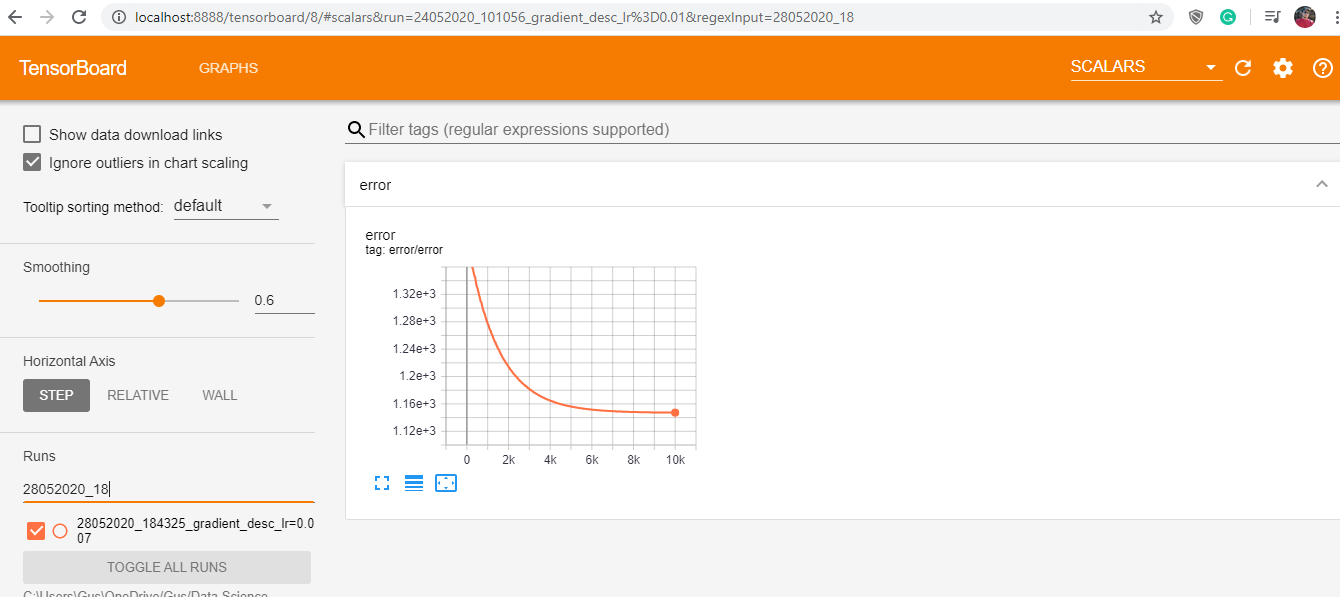 localhost:8888/tensorboard/8/#scalars&run=24052020_101056_gradient_desc_lr%3D0.01&regexInput=28052020_18
TensorBoard
GRAPHS
SCALARS
Show data download links
Ignore outliers in chart scaling
Tooltip sorting method: default
Smoothing
0.6
Horizontal Axis
STEP RELATIVE WALL
Runs
28052020_18
28052020_184325_gradient_desc_lr=0.0
07
TOGGLE ALL RUNS
C:\Users\Gus\OneDrive/Gus/Data Science
Filter tags (regular expressions supported)
error
error
tag: error/error
1.32e+3
1.28e+3
1.24e+3
1.2e+3
1.16e+3
1.12e+3
0 2k 4k 6k 8k 10k